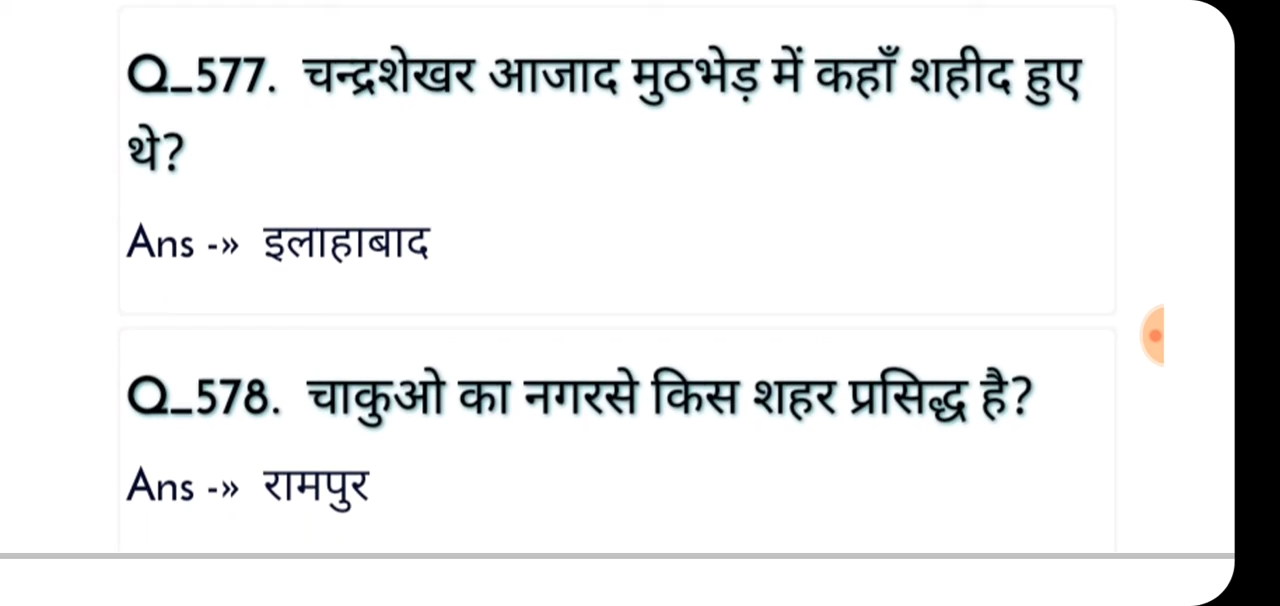 Q_577. चन्द्रशेखर आजाद मुठभेड़ में कहाँ शहीद हुए
थे?
Ans -» इलाहाबाद
Q_578. चाकुओ का नगरसे किस शहर प्रसिद्ध है?
Ans -» रामपुर